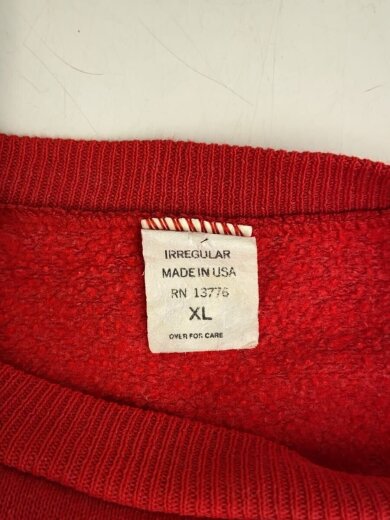 IRREGULAR
MADE IN USA
RN 13776
XL
OVER FOR CARE